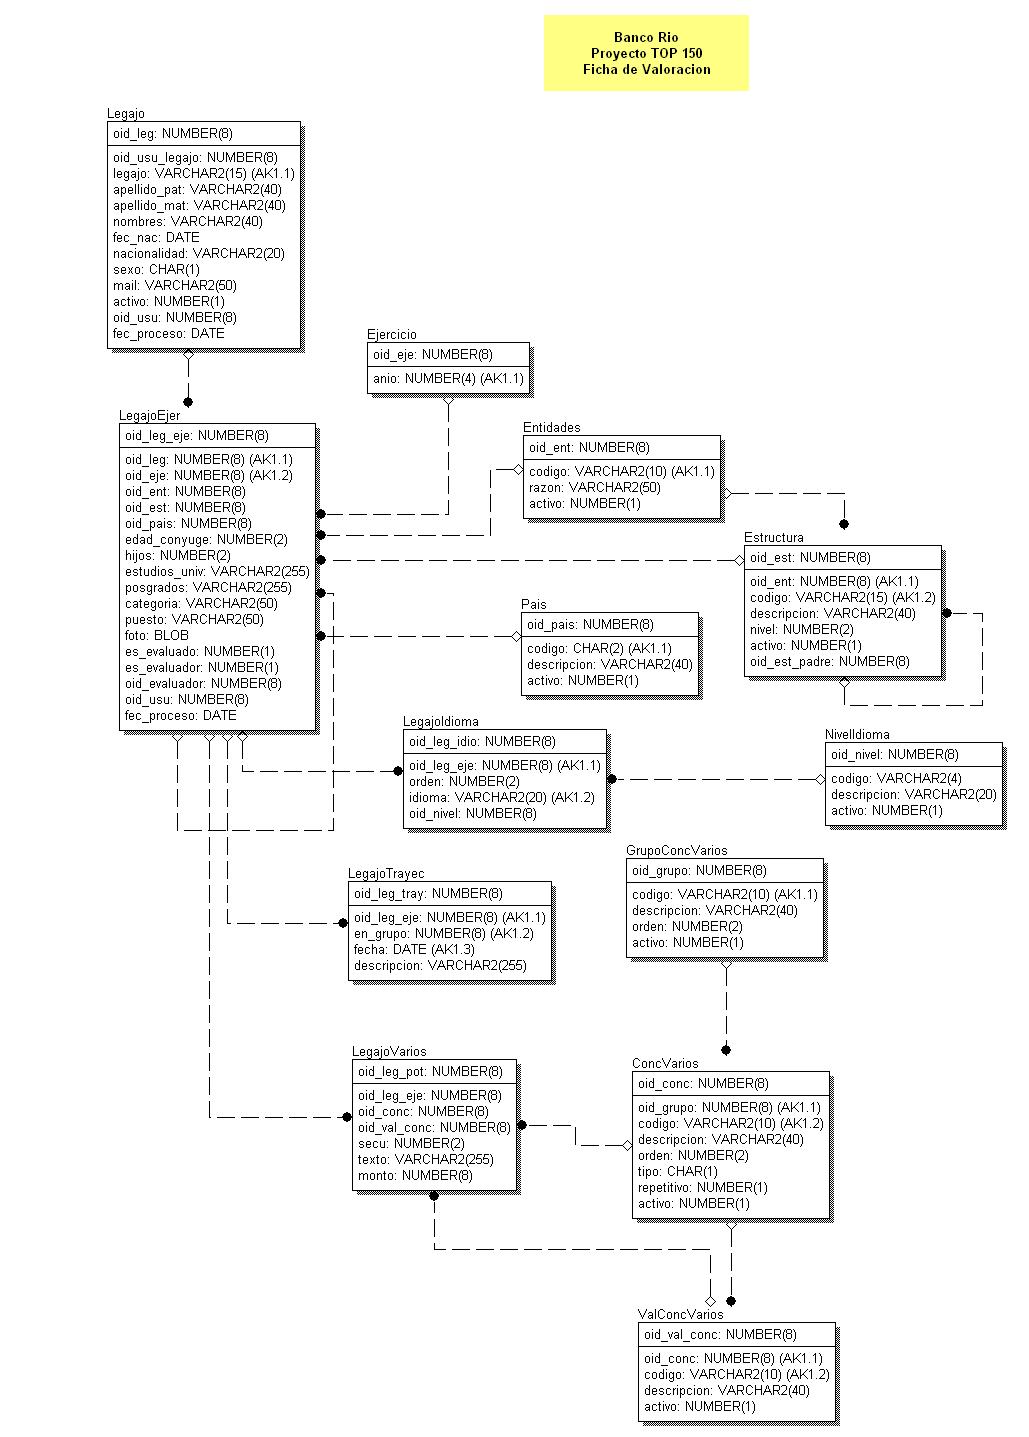 Banco Rio
Proyecto TOP 150
Ficha de Valoracion
Legajo
oid_leg: NUMBER(8)
oid_usu_legajo: NUMBER(8)
legajo: VARCHAR2(15) (AK1.1)
apellido_pat: VARCHAR2(40)
apellido_mat: VARCHAR2(40)
nombres: VARCHAR2(40)
fec_nac: DATE
nacionalidad: VARCHAR2(20)
sexo: CHAR(1)
mail: VARCHAR2(50)
activo: NUMBER(1)
oid_usu: NUMBER(8)
fec_proceso: DATE
Ejercicio
oid_eje: NUMBER(8)
anio: NUMBER(4) (AK1.1)
LegajoEjer
oid_leg_eje: NUMBER(8)
oid_leg: NUMBER(8) (AK1.1)
oid_eje: NUMBER(8) (AK1.2)
oid_ent: NUMBER(8)
oid_est: NUMBER(8)
oid_pais: NUMBER(8)
edad_conyuge: NUMBER(2)
hijos: NUMBER(2)
estudios_univ: VARCHAR2(255)
posgrados: VARCHAR2(255)
categoria: VARCHAR2(50)
puesto: VARCHAR2(50)
foto: BLOB
es_evaluado: NUMBER(1)
es_evaluador: NUMBER(1)
oid_evaluador: NUMBER(8)
oid_usu: NUMBER(8)
fec_proceso: DATE
Entidades
oid_ent: NUMBER(8)
codigo: VARCHAR2(10) (AK1.1)
razon: VARCHAR2(50)
activo: NUMBER(1)
Estructura
oid_est: NUMBER(8)
oid_ent: NUMBER(8) (AK1.1)
codigo: VARCHAR2(15) (AK1.2)
descripcion: VARCHAR2(40)
nivel: NUMBER(2)
activo: NUMBER(1)
oid_est_padre: NUMBER(8)
Pais
oid_pais: NUMBER(8)
codigo: CHAR(2) (AK1.1)
descripcion: VARCHAR2(40)
activo: NUMBER(1)
LegajoIdioma
oid_leg_idio: NUMBER(8)
oid_leg_eje: NUMBER(8) (AK1.1)
orden: NUMBER(2)
idioma: VARCHAR2(20) (AK1.2)
oid_nivel: NUMBER(8)
NivelIdioma
oid_nivel: NUMBER(8)
codigo: VARCHAR2(4)
descripcion: VARCHAR2(20)
activo: NUMBER(1)
GrupoConcVarios
oid_grupo: NUMBER(8)
codigo: VARCHAR2(10) (AK1.1)
descripcion: VARCHAR2(40)
orden: NUMBER(2)
activo: NUMBER(1)
LegajoTrayec
oid_leg_tray: NUMBER(8)
oid_leg_eje: NUMBER(8) (AK1.1)
en_grupo: NUMBER(8) (AK1.2)
fecha: DATE (AK1.3)
descripcion: VARCHAR2(255)
LegajoVarios
oid_leg_pot: NUMBER(8)
oid_leg_eje: NUMBER(8)
oid_conc: NUMBER(8)
oid_val_conc: NUMBER(8)
secu: NUMBER(2)
texto: VARCHAR2(255)
monto: NUMBER(8)
ConcVarios
oid_conc: NUMBER(8)
oid_grupo: NUMBER(8) (AK1.1)
codigo: VARCHAR2(10) (AK1.2)
descripcion: VARCHAR2(40)
orden: NUMBER(2)
tipo: CHAR(1)
repetitivo: NUMBER(1)
activo: NUMBER(1)
ValConcVarios
oid_val_conc: NUMBER(8)
oid_conc: NUMBER(8) (AK1.1)
codigo: VARCHAR2(10) (AK1.2)
descripcion: VARCHAR2(40)
activo: NUMBER(1)